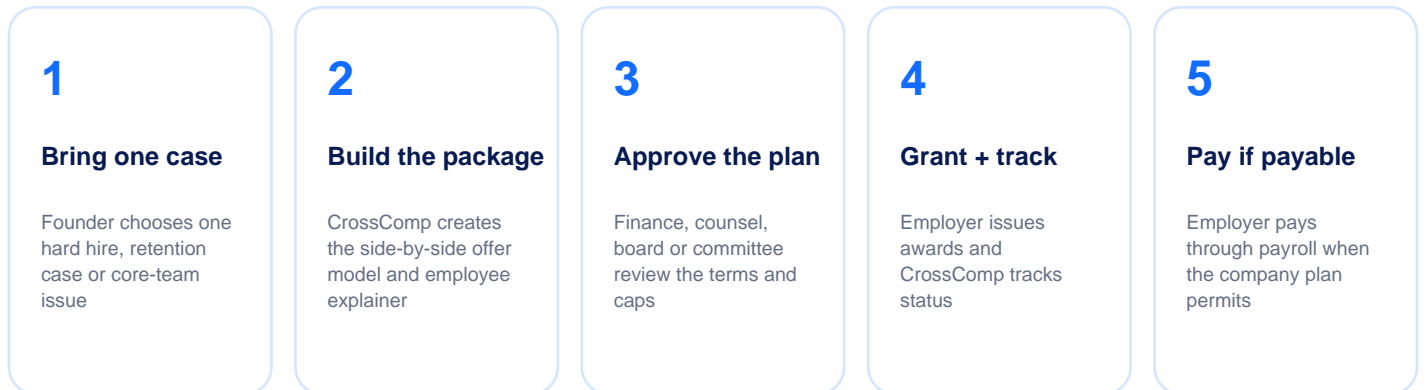 1
Bring one case
Founder chooses one
hard hire, retention
case or core-team
issue
2
Build the package
CrossComp creates
the side-by-side offer
model and employee
explainer
3
Approve the plan
Finance, counsel,
board or committee
review the terms and
caps
4
Grant + track
Employer issues
awards and
CrossComp tracks
status
5
Pay if payable
Employer pays
through payroll when
the company plan
permits